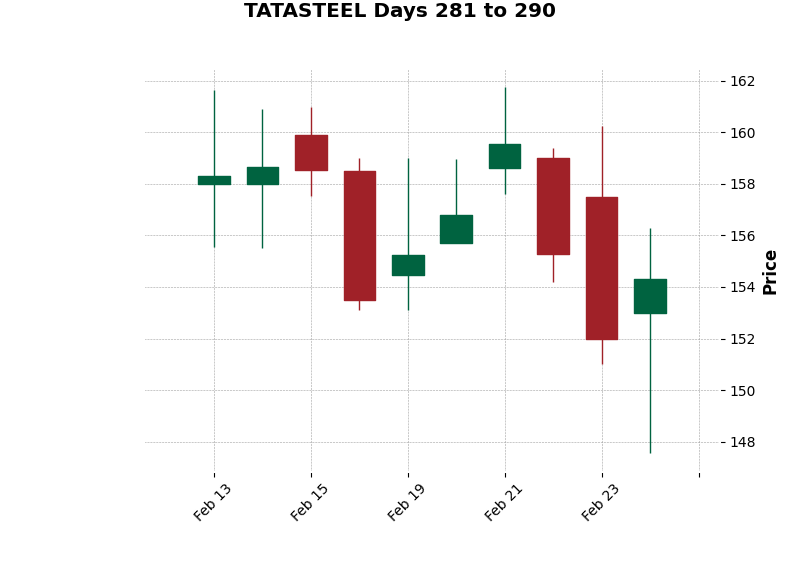 TATASTEEL Days 281 to 290
162
160
158
156
154
152
150
148
Price
Feb 13
Feb 15
Feb 19
Feb 21
Feb 23